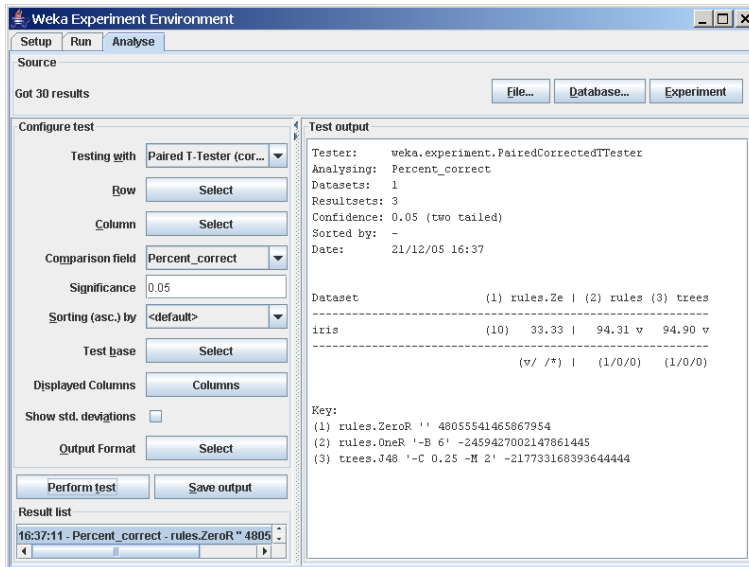 Weka Experiment Environment
Setup Run Analyse
Source
Got 30 results
File... Database... Experiment
Configure test
Testing with Paired T-Tester (cor...
Row Select
Column Select
Comparison field Percent_correct
Significance 0.05
Sorting (asc.) by <default>
Test base Select
Displayed Columns Columns
Show std. deviations
Output Format Select
Perform test Save output
Result list
16:37:11 - Percent_correct - rules.ZeroR '' 4805
Test output
Tester: weka.experiment.PairedCorrectedTTester
Analysing: Percent_correct
Datasets: 1
Resultsets: 3
Confidence: 0.05 (two tailed)
Sorted by: -
Date: 21/12/05 16:37
Dataset (1) rules.Ze | (2) rules (3) trees
--------------------------------------------------------------
iris (10) 33.33 | 94.31 v 94.90 v
--------------------------------------------------------------
(v/ /*) | (1/0/0) (1/0/0)
Key:
(1) rules.ZeroR '' 48055541465867954
(2) rules.OneR '-B 6' -2459427002147861445
(3) trees.J48 '-C 0.25 -M 2' -217733168393644444